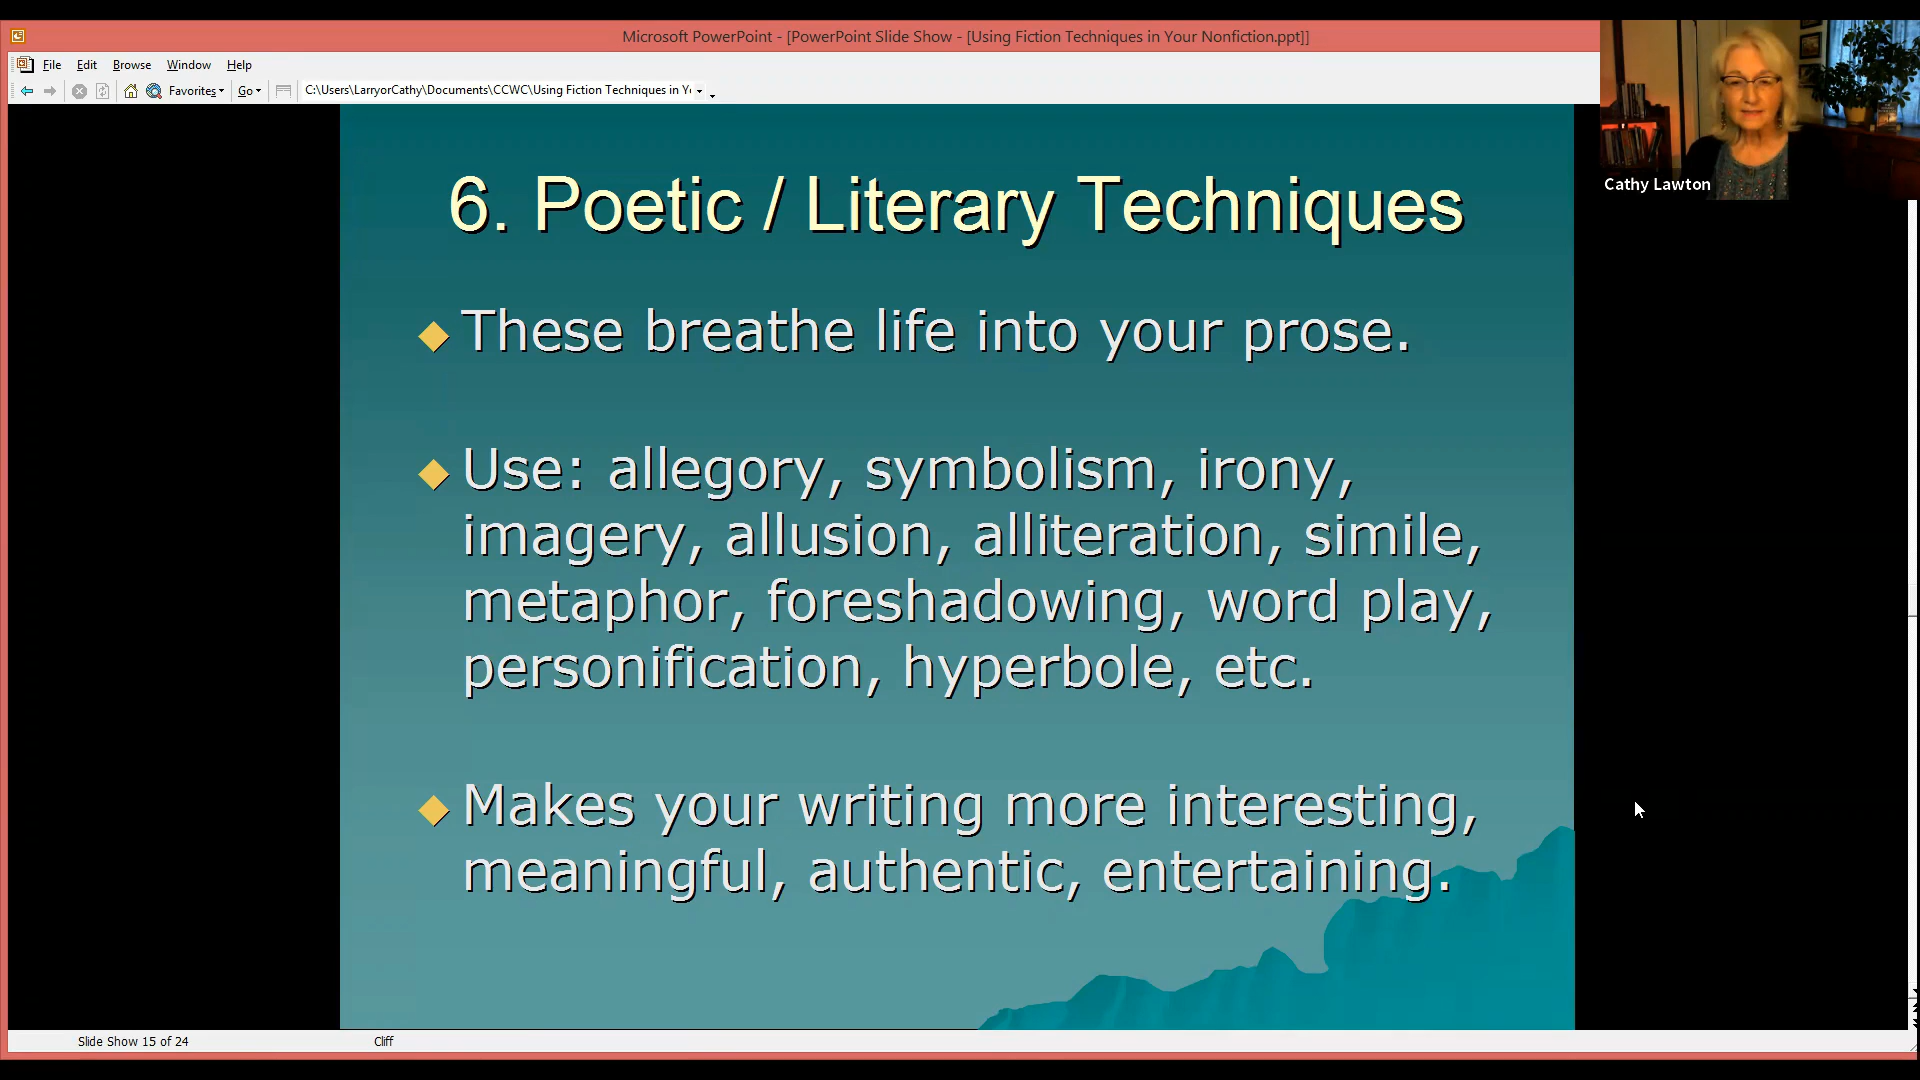 Microsoft PowerPoint - [PowerPoint Slide Show - [Using Fiction Techniques in Your Nonfiction.ppt]]
File Edit Browse Window Help
Favorites Go C:\Users\LarryorCathy\Documents\CCWC\Using Fiction Techniques in
Cathy Lawton
6. Poetic / Literary Techniques
These breathe life into your prose.
Use: allegory, symbolism, irony,
imagery, allusion, alliteration, simile,
metaphor, foreshadowing, word play,
personification, hyperbole, etc.
Makes your writing more interesting,
meaningful, authentic, entertaining.
Slide Show 15 of 24 Cliff